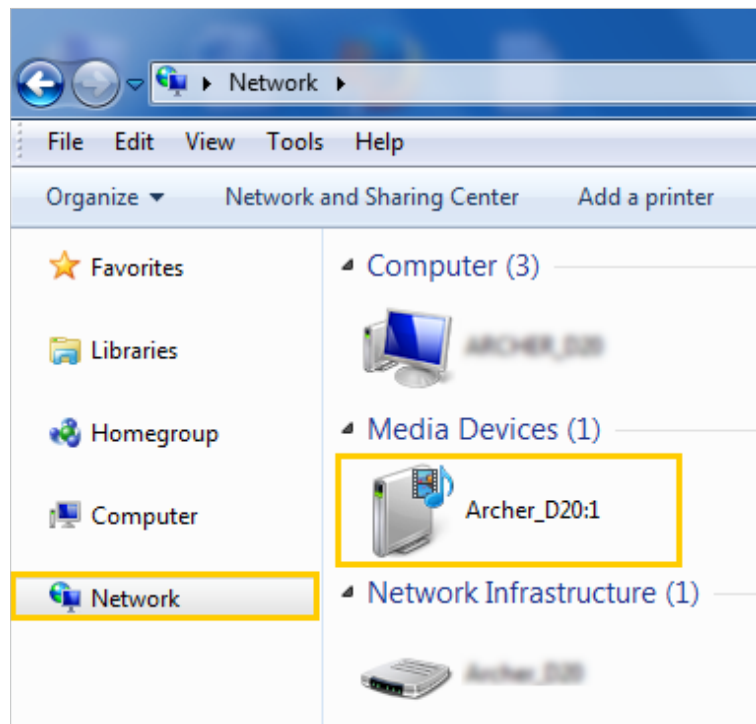 Network
File Edit View Tools Help
Organize Network and Sharing Center Add a printer
Favorites
Libraries
Homegroup
Computer
Network
Computer (3)
Media Devices (1)
Archer_D20:1
Network Infrastructure (1)